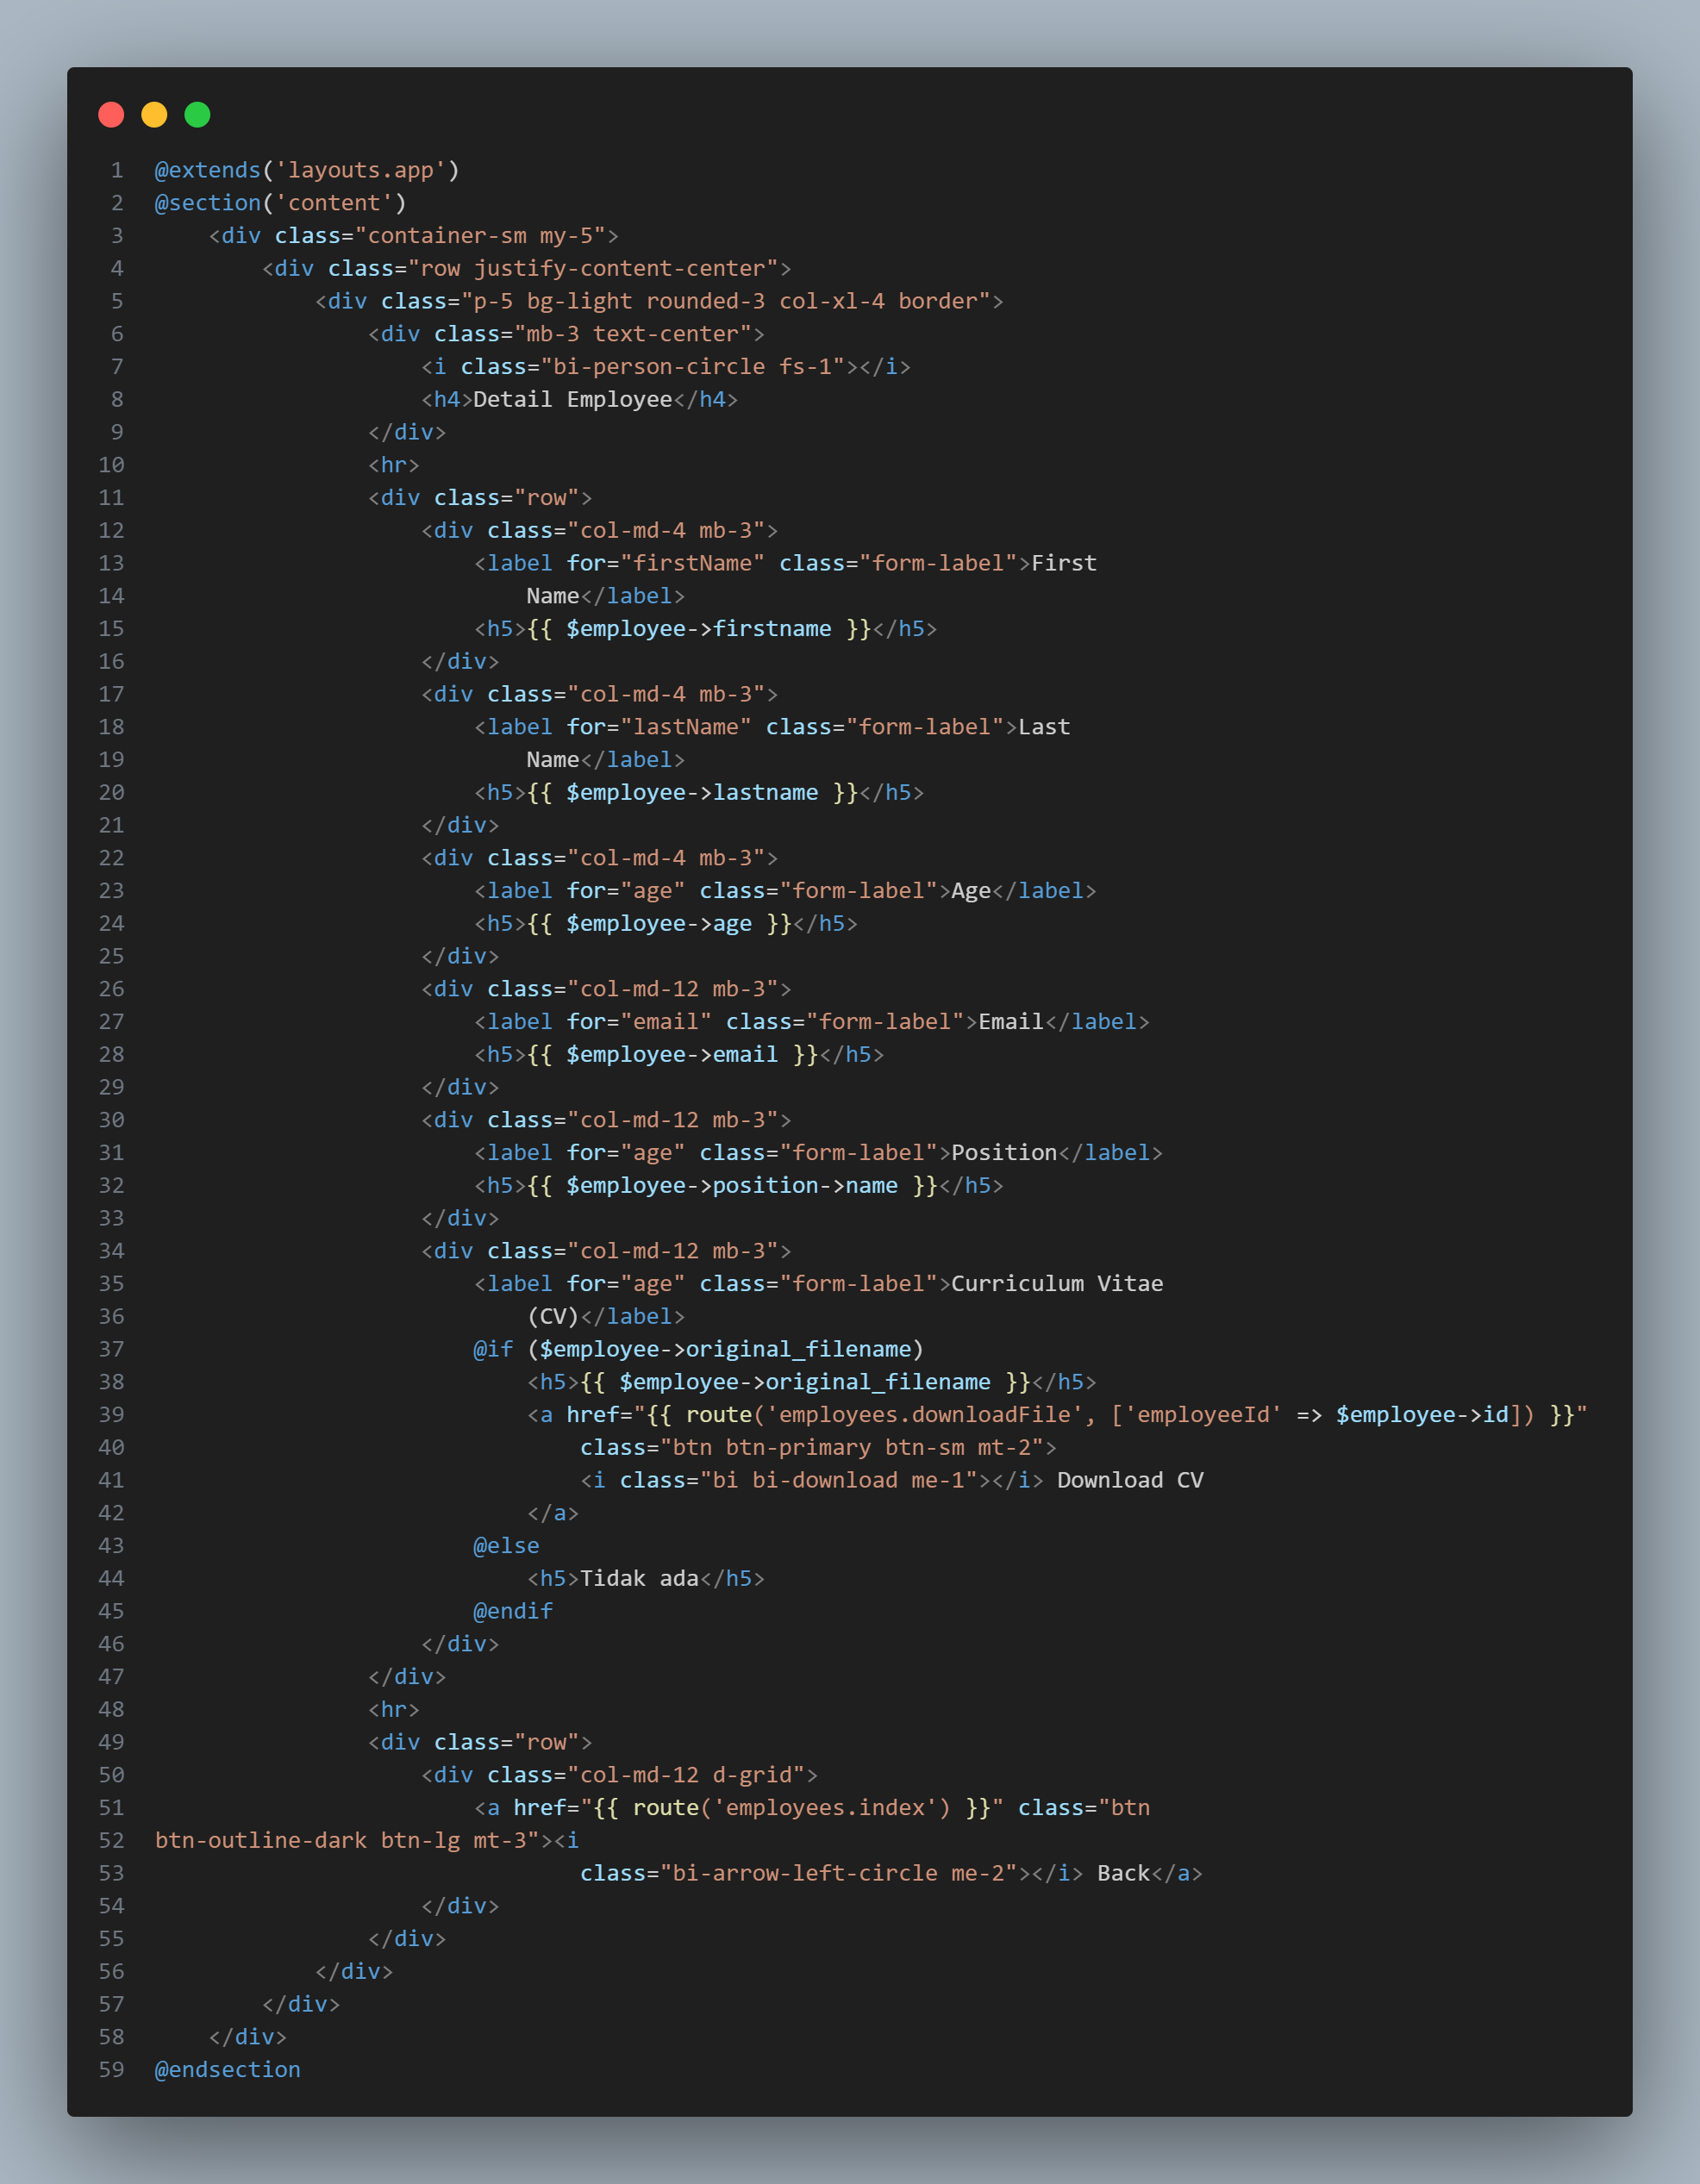 1 @extends('layouts.app')
2 @section('content')
3     <div class="container-sm my-5">
4         <div class="row justify-content-center">
5             <div class="p-5 bg-light rounded-3 col-xl-4 border">
6                 <div class="mb-3 text-center">
7                     <i class="bi-person-circle fs-1"></i>
8                     <h4>Detail Employee</h4>
9                 </div>
10                 <hr>
11                 <div class="row">
12                     <div class="col-md-4 mb-3">
13                         <label for="firstName" class="form-label">First
14                             Name</label>
15                         <h5>{{ $employee->firstname }}</h5>
16                     </div>
17                     <div class="col-md-4 mb-3">
18                         <label for="lastName" class="form-label">Last
19                             Name</label>
20                         <h5>{{ $employee->lastname }}</h5>
21                     </div>
22                     <div class="col-md-4 mb-3">
23                         <label for="age" class="form-label">Age</label>
24                         <h5>{{ $employee->age }}</h5>
25                     </div>
26                     <div class="col-md-12 mb-3">
27                         <label for="email" class="form-label">Email</label>
28                         <h5>{{ $employee->email }}</h5>
29                     </div>
30                     <div class="col-md-12 mb-3">
31                         <label for="age" class="form-label">Position</label>
32                         <h5>{{ $employee->position->name }}</h5>
33                     </div>
34                     <div class="col-md-12 mb-3">
35                         <label for="age" class="form-label">Curriculum Vitae
36                             (CV)</label>
37                         @if ($employee->original_filename)
38                             <h5>{{ $employee->original_filename }}</h5>
39                             <a href="{{ route('employees.downloadFile', ['employeeId' => $employee->id]) }}"
40                                 class="btn btn-primary btn-sm mt-2">
41                                 <i class="bi bi-download me-1"></i> Download CV
42                             </a>
43                         @else
44                             <h5>Tidak ada</h5>
45                         @endif
46                     </div>
47                 </div>
48                 <hr>
49                 <div class="row">
50                     <div class="col-md-12 d-grid">
51                         <a href="{{ route('employees.index') }}" class="btn
52 btn-outline-dark btn-lg mt-3"><i
53                                 class="bi-arrow-left-circle me-2"></i> Back</a>
54                     </div>
55                 </div>
56             </div>
57         </div>
58     </div>
59 @endsection